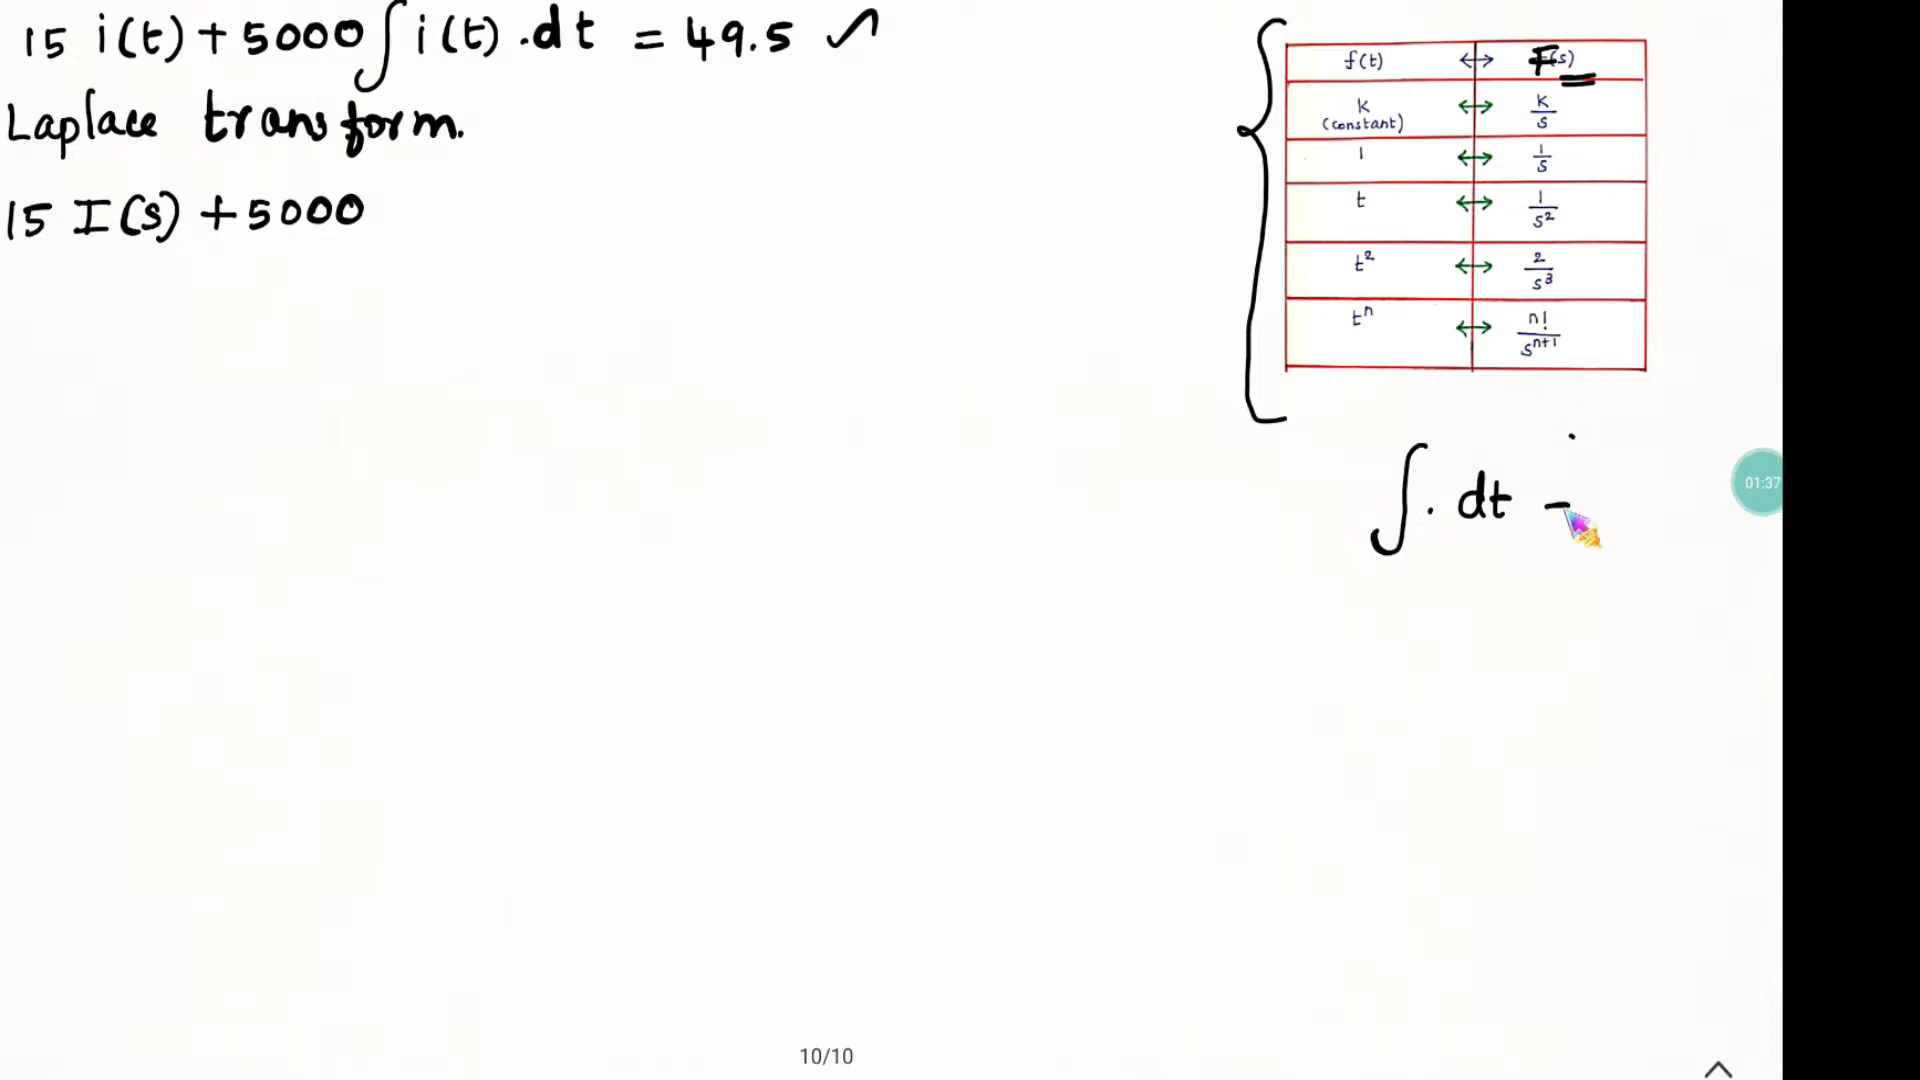 15 i(t) + 5000 ∫ i(t) .dt = 49.5
Laplace transform.
15 I(s) + 5000
f(t) ↔ F(s)
k (constant) ↔ k/s
1 ↔ 1/s
t ↔ 1/s²
t² ↔ 2/s³
tⁿ ↔ n!/sⁿ⁺¹
∫. dt -
01:37
10/10